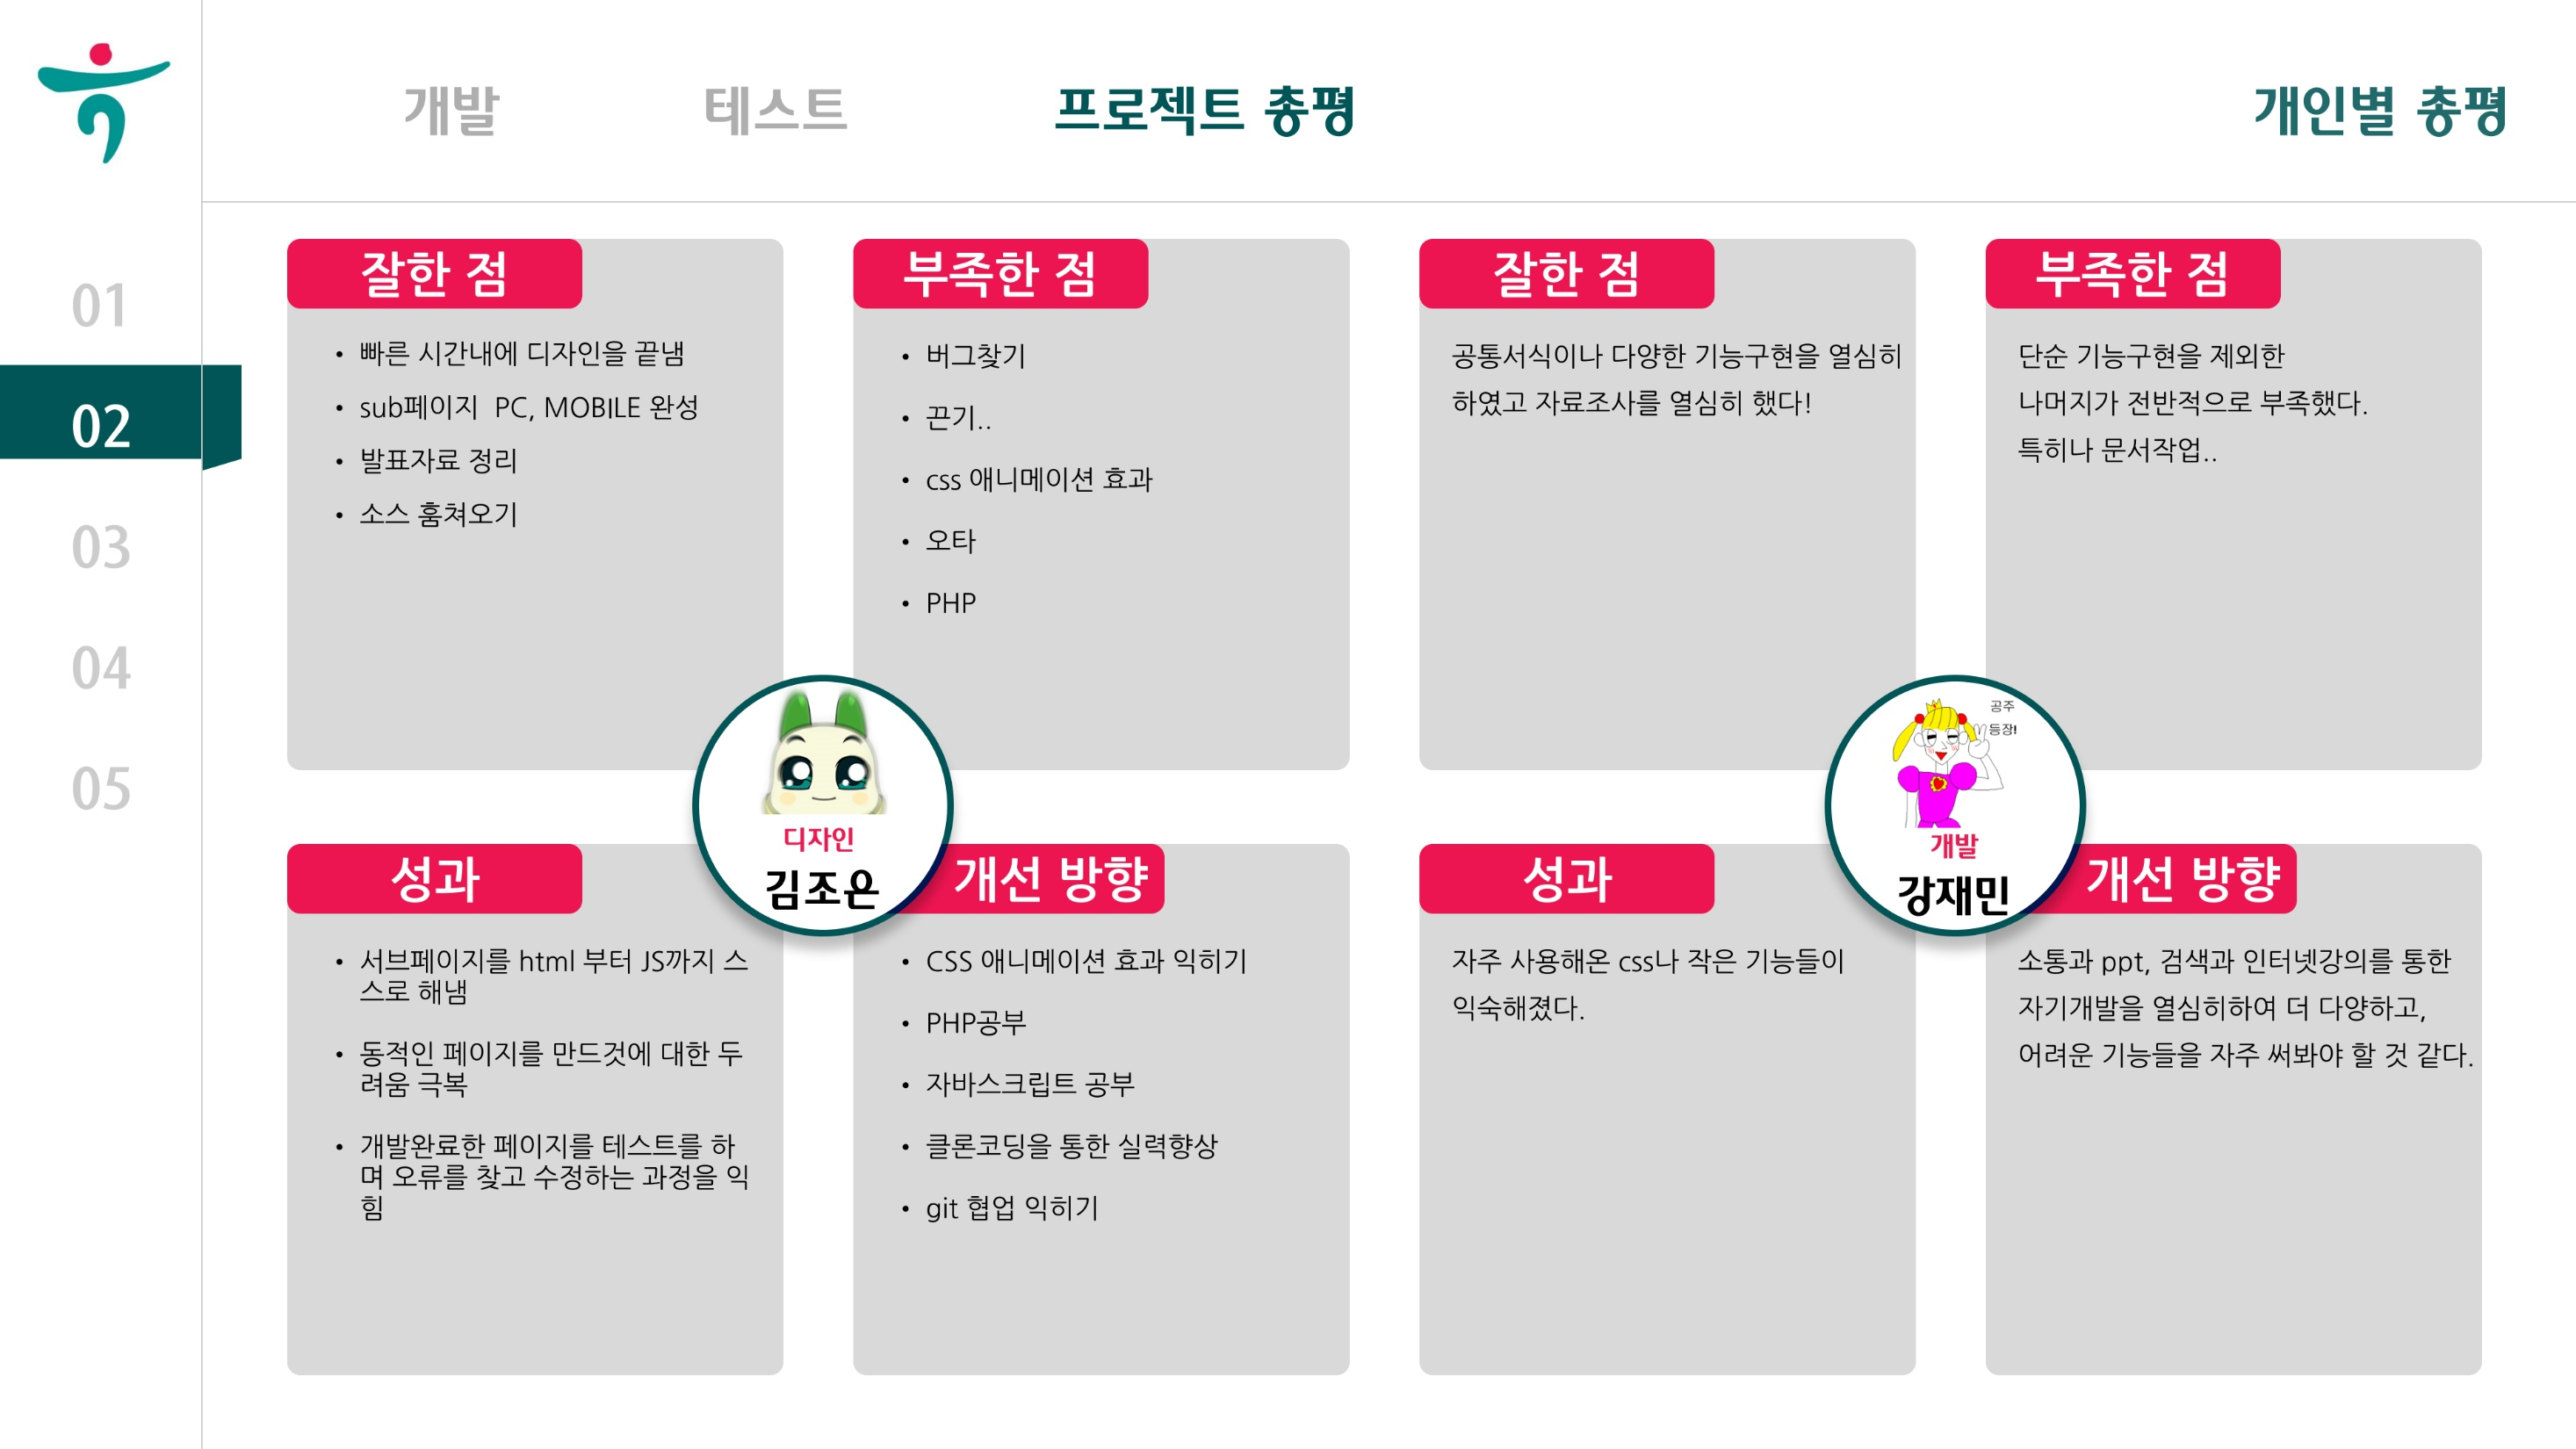 개발
테스트
프로젝트 총평
개인별 총평
01
02
03
04
05
잘한 점
• 빠른 시간내에 디자인을 끝냄
• sub페이지  PC, MOBILE 완성
• 발표자료 정리
• 소스 훔쳐오기
부족한 점
• 버그찾기
• 끈기..
• css 애니메이션 효과
• 오타
• PHP
성과
• 서브페이지를 html 부터 JS까지 스
스로 해냄
• 동적인 페이지를 만드것에 대한 두
려움 극복
• 개발완료한 페이지를 테스트를 하
며 오류를 찾고 수정하는 과정을 익
힘
디자인
김조은
개선 방향
• CSS 애니메이션 효과 익히기
• PHP공부
• 자바스크립트 공부
• 클론코딩을 통한 실력향상
• git 협업 익히기
잘한 점
공통서식이나 다양한 기능구현을 열심히
하였고 자료조사를 열심히 했다!
부족한 점
단순 기능구현을 제외한
나머지가 전반적으로 부족했다.
특히나 문서작업..
성과
자주 사용해온 css나 작은 기능들이
익숙해졌다.
공주
등장!
개발
강재민
개선 방향
소통과 ppt, 검색과 인터넷강의를 통한
자기개발을 열심히하여 더 다양하고,
어려운 기능들을 자주 써봐야 할 것 같다.